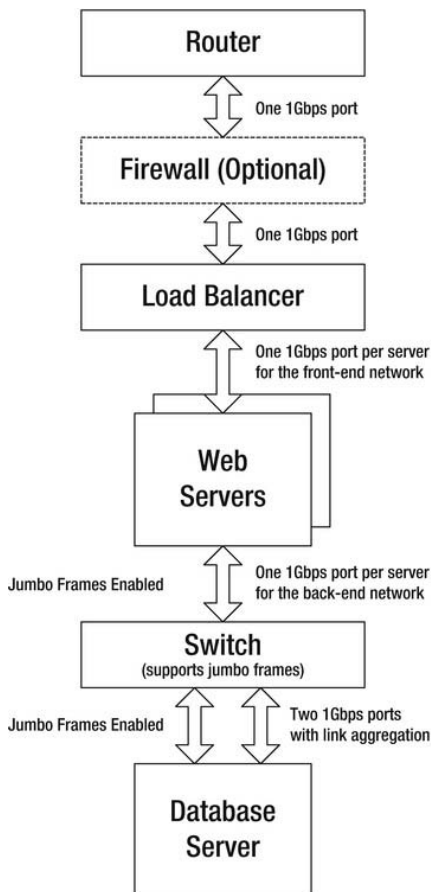 Router
One 1Gbps port
Firewall (Optional)
One 1Gbps port
Load Balancer
One 1Gbps port per server
for the front-end network
Web
Servers
Jumbo Frames Enabled
One 1Gbps port per server
for the back-end network
Switch
(supports jumbo frames)
Jumbo Frames Enabled
Two 1Gbps ports
with link aggregation
Database
Server